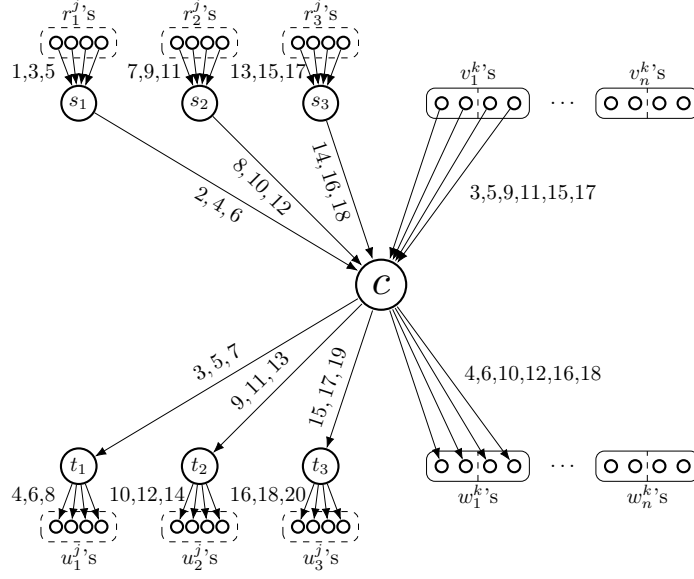 r_1^j's r_2^j's r_3^j's
1,3,5 7,9,11 13,15,17 v_1^k's v_n^k's
s_1 s_2 s_3 ...
14, 16, 18
8, 10, 12
2, 4, 6
3,5,9,11,15,17
c
3, 5, 7
9, 11, 13
15, 17, 19
4,6,10,12,16,18
t_1 t_2 t_3 ...
4,6,8 10,12,14 16,18,20 w_1^k's w_n^k's
u_1^j's u_2^j's u_3^j's